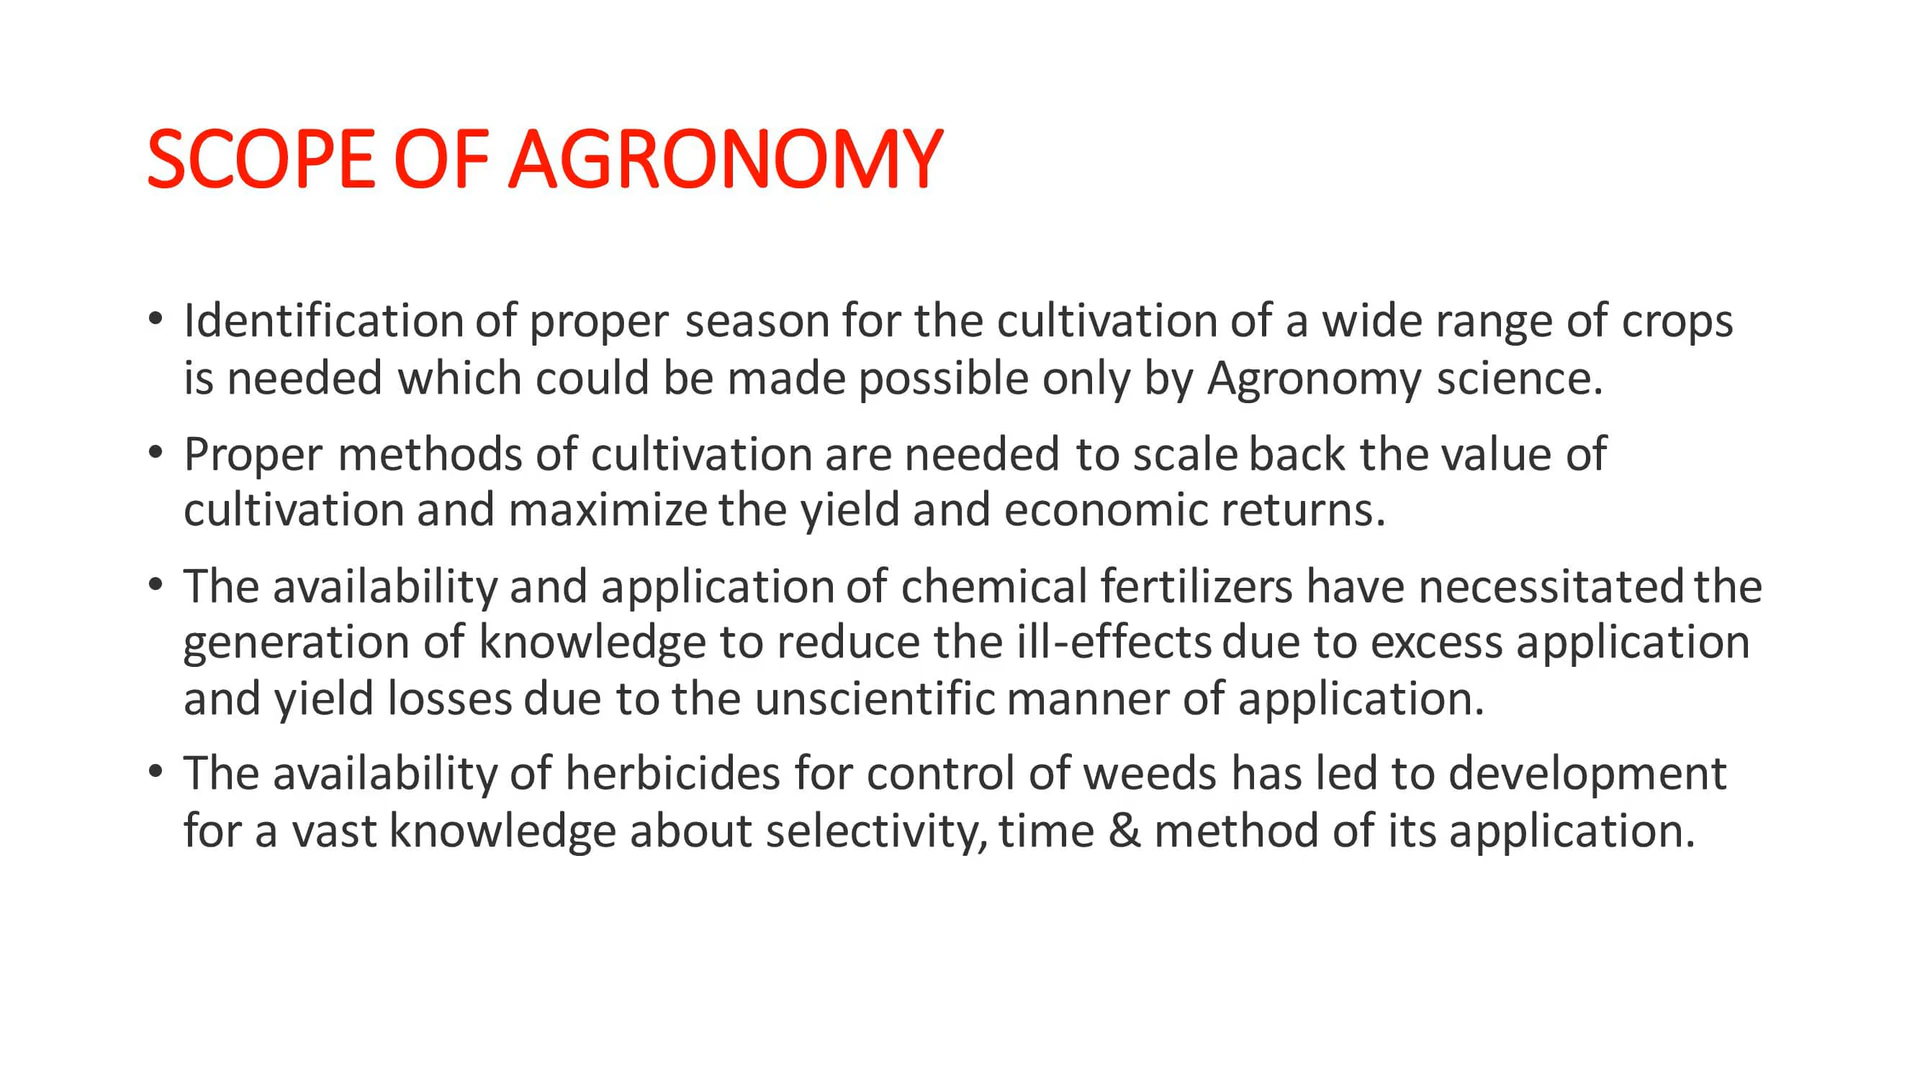 SCOPE OF AGRONOMY
• Identification of proper season for the cultivation of a wide range of crops
is needed which could be made possible only by Agronomy science.
• Proper methods of cultivation are needed to scale back the value of
cultivation and maximize the yield and economic returns.
• The availability and application of chemical fertilizers have necessitated the
generation of knowledge to reduce the ill-effects due to excess application
and yield losses due to the unscientific manner of application.
• The availability of herbicides for control of weeds has led to development
for a vast knowledge about selectivity, time & method of its application.